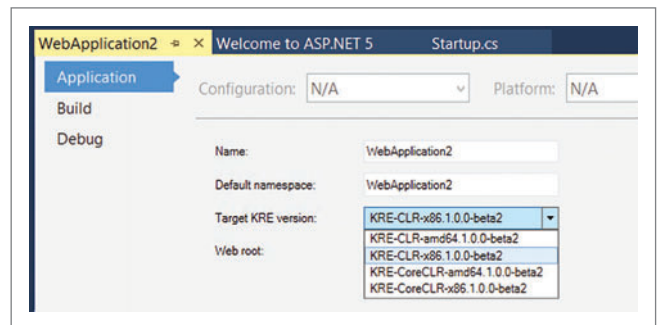 WebApplication2 Welcome to ASP.NET 5 Startup.cs
Application
Configuration: N/A Platform: N/A
Build
Debug
Name: WebApplication2
Default namespace: WebApplication2
Target KRE version: KRE-CLR-x86.1.0.0-beta2
KRE-CLR-amd64.1.0.0-beta2
Web root: KRE-CLR-x86.1.0.0-beta2
KRE-CoreCLR-amd64.1.0.0-beta2
KRE-CoreCLR-x86.1.0.0-beta2